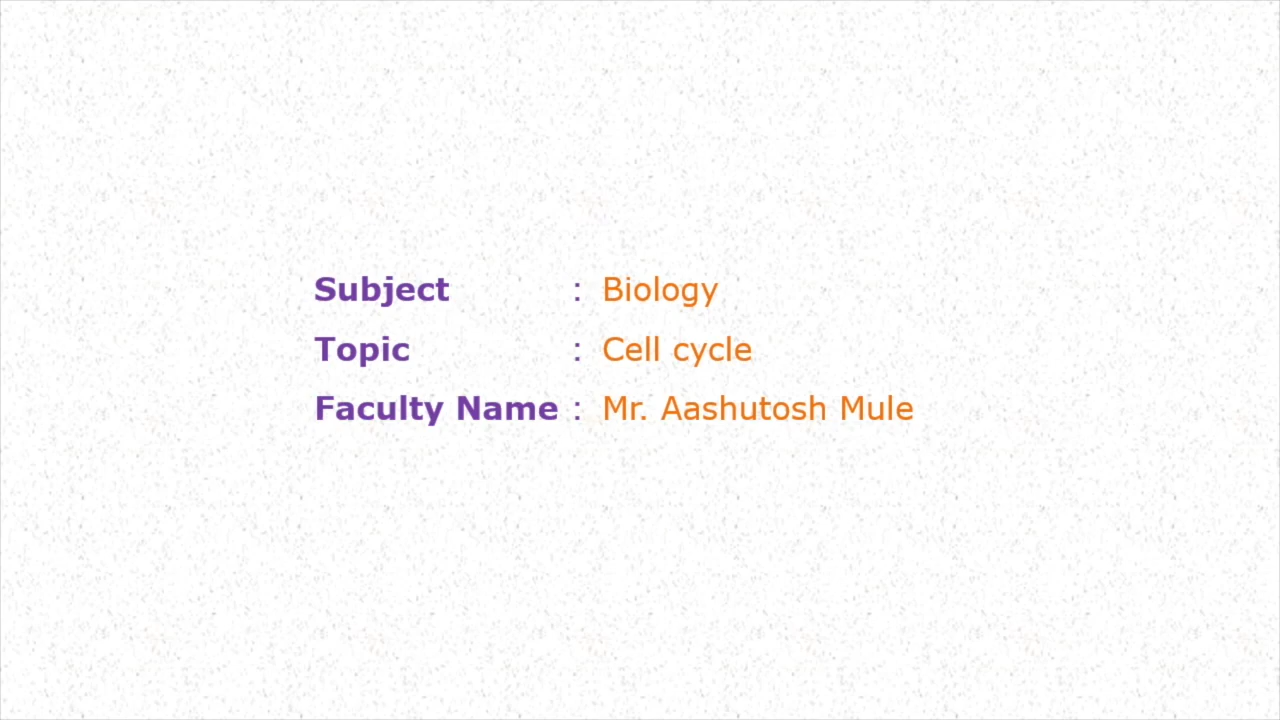 Subject : Biology
Topic : Cell cycle
Faculty Name : Mr. Aashutosh Mule